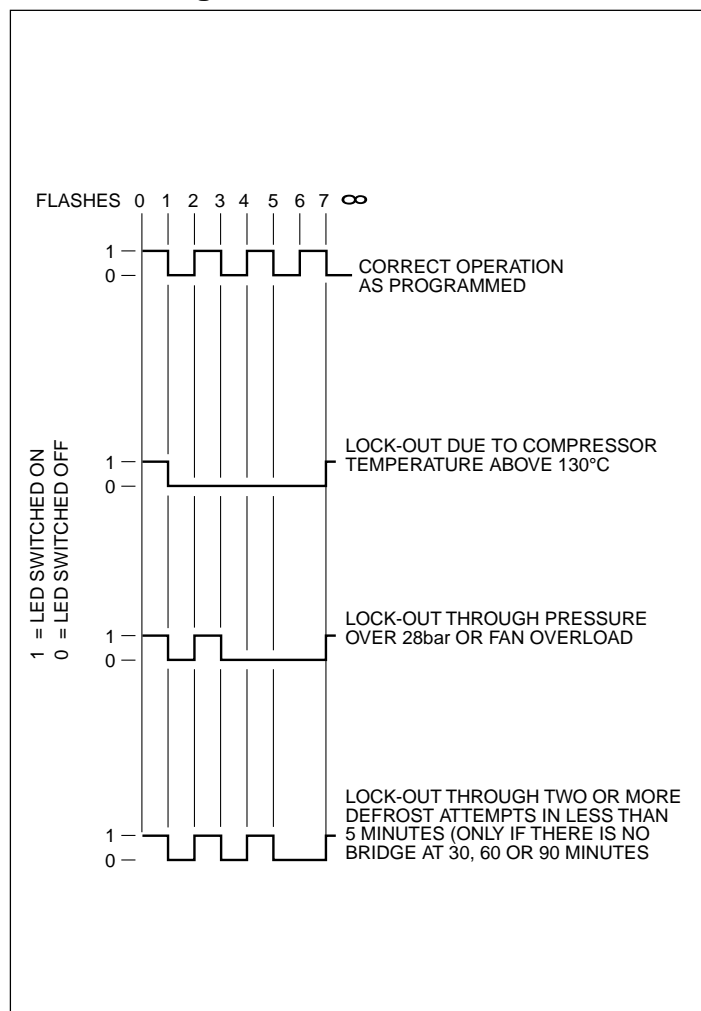 FLASHES 0 1 2 3 4 5 6 7 ∞
1
0
CORRECT OPERATION
AS PROGRAMMED
1 = LED SWITCHED ON
0 = LED SWITCHED OFF
1
0
LOCK-OUT DUE TO COMPRESSOR
TEMPERATURE ABOVE 130°C
1
0
LOCK-OUT THROUGH PRESSURE
OVER 28bar OR FAN OVERLOAD
1
0
LOCK-OUT THROUGH TWO OR MORE
DEFROST ATTEMPTS IN LESS THAN
5 MINUTES (ONLY IF THERE IS NO
BRIDGE AT 30, 60 OR 90 MINUTES